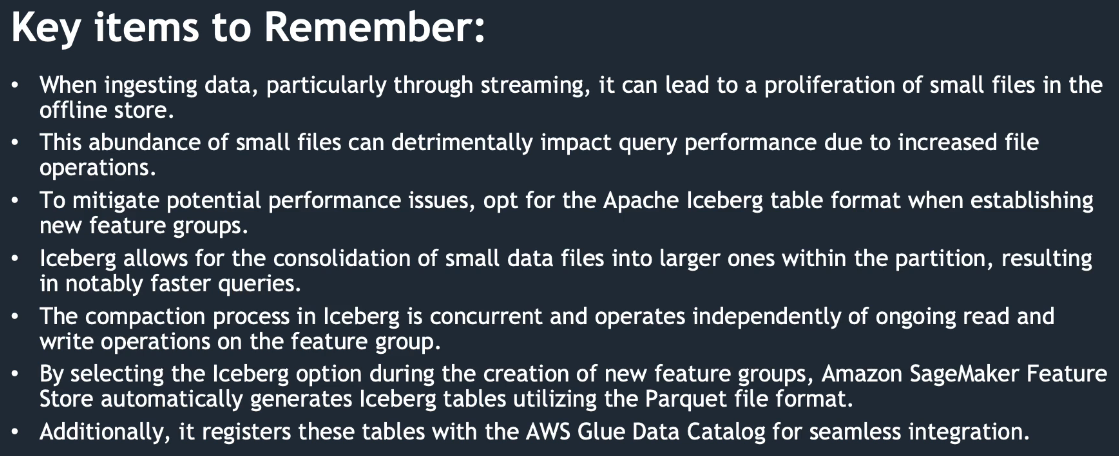 Key items to Remember:
• When ingesting data, particularly through streaming, it can lead to a proliferation of small files in the
offline store.
• This abundance of small files can detrimentally impact query performance due to increased file
operations.
• To mitigate potential performance issues, opt for the Apache Iceberg table format when establishing
new feature groups.
• Iceberg allows for the consolidation of small data files into larger ones within the partition, resulting
in notably faster queries.
• The compaction process in Iceberg is concurrent and operates independently of ongoing read and
write operations on the feature group.
• By selecting the Iceberg option during the creation of new feature groups, Amazon SageMaker Feature
Store automatically generates Iceberg tables utilizing the Parquet file format.
• Additionally, it registers these tables with the AWS Glue Data Catalog for seamless integration.